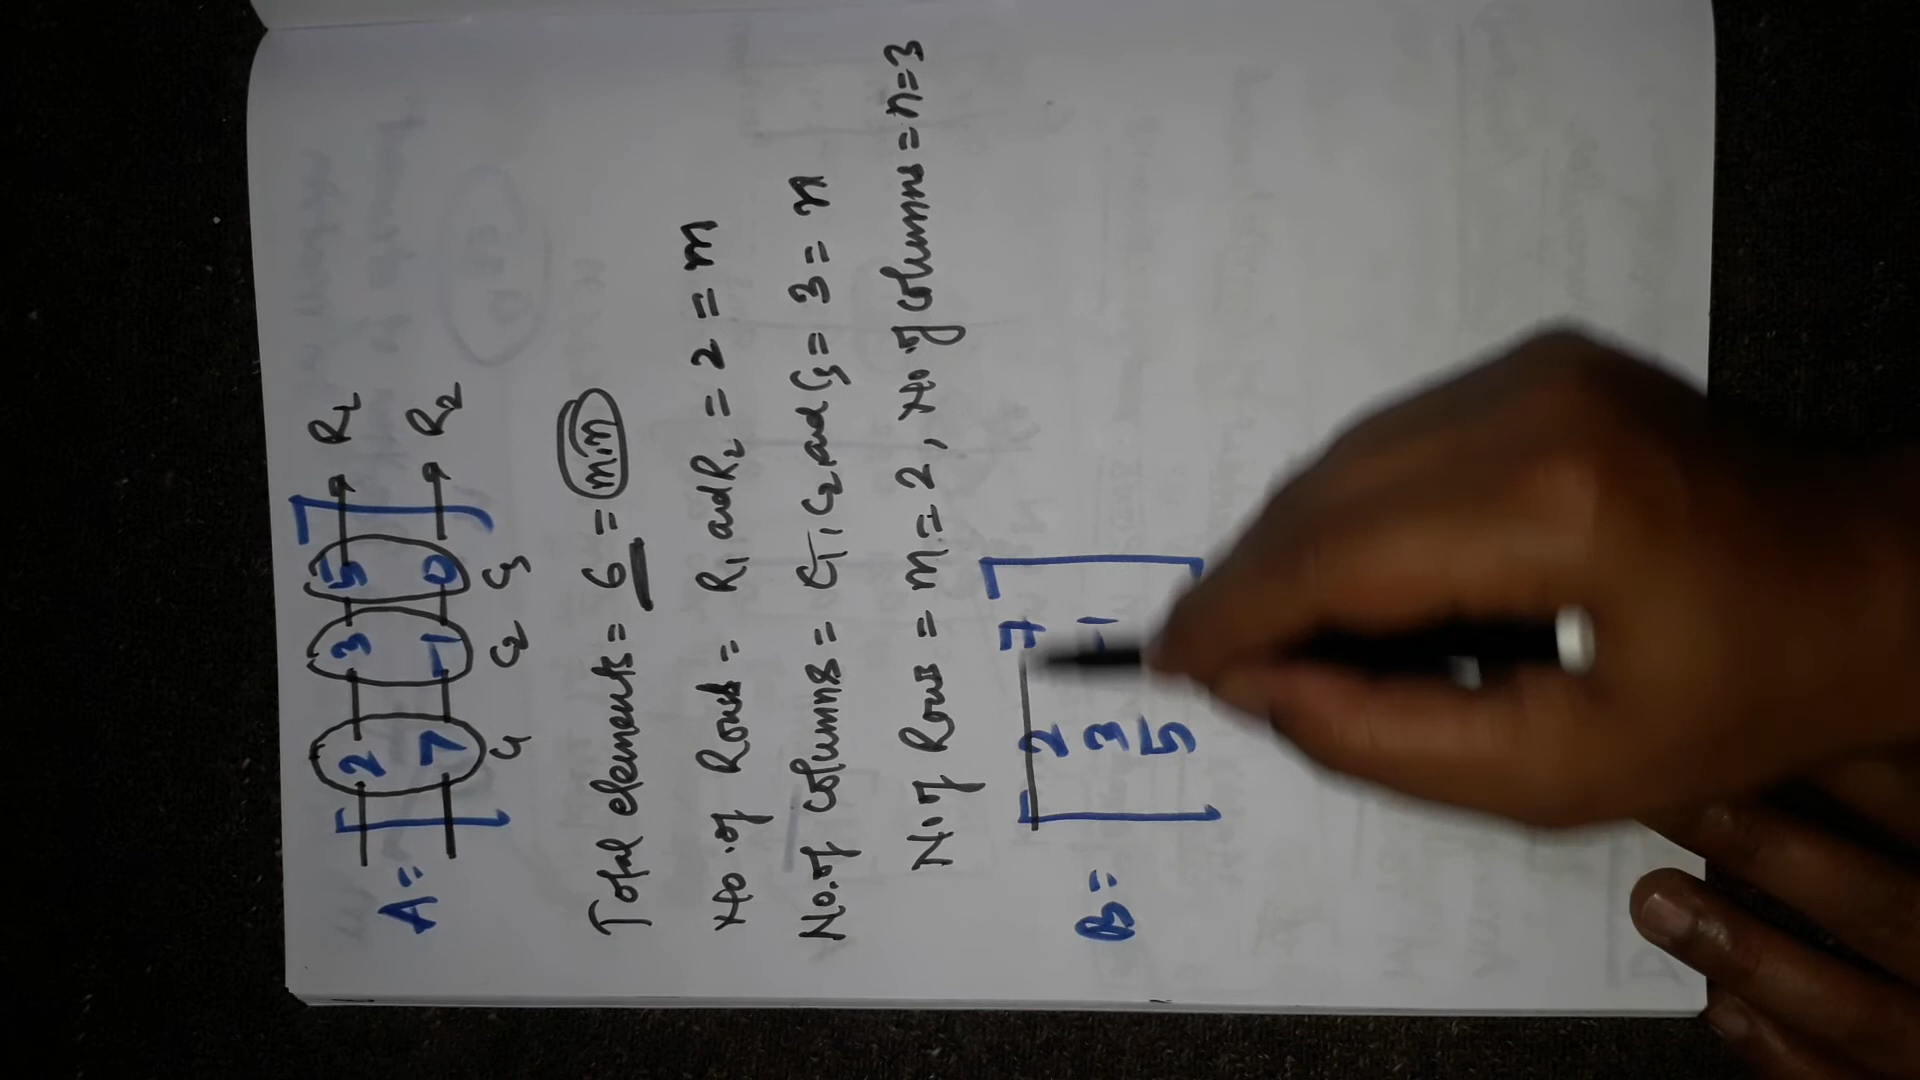 A = [ 2 3 5 ] → R1
7 -1 0 → R2
C1 C2 C3
Total elements = 6 = m.n
No. of Rows = R1 and R2 = 2 = m
No. of columns = C1, C2 and C3 = 3 = n
No. of Rows = m = 2, No. of columns = n = 3
2 7
B = 3 -1
5